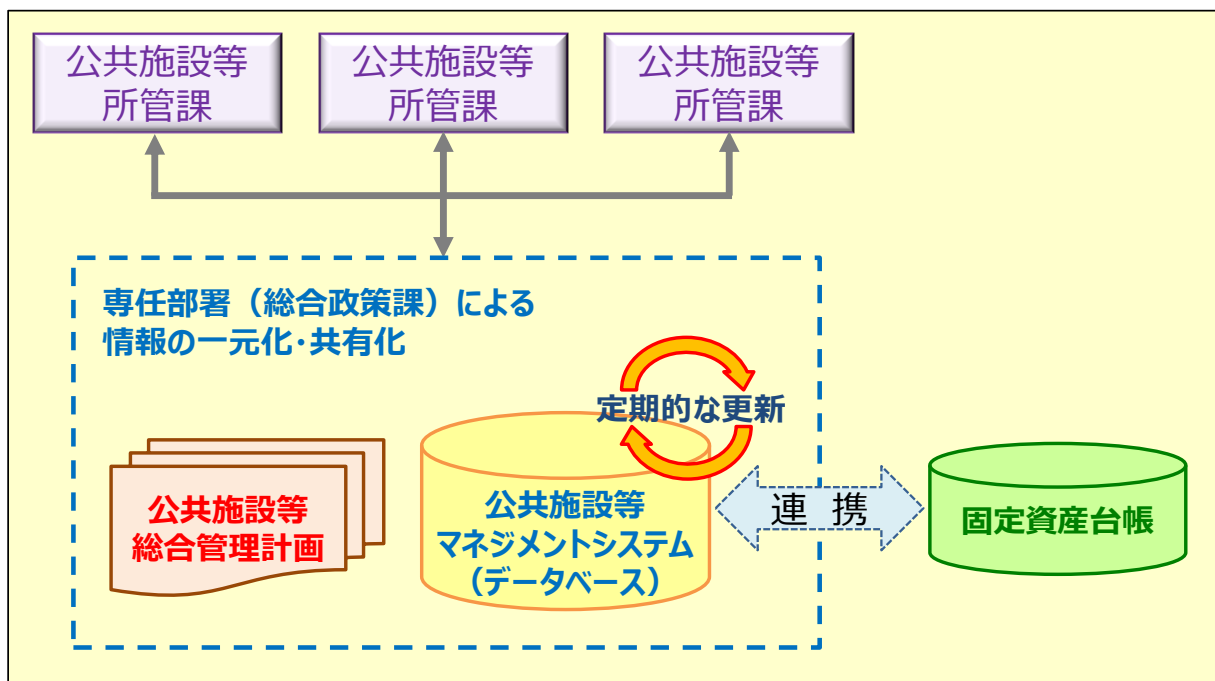 公共施設等
所管課
公共施設等
所管課
公共施設等
所管課
専任部署（総合政策課）による
情報の一元化・共有化
定期的な更新
公共施設等
総合管理計画
公共施設等
マネジメントシステム
（データベース）
連 携
固定資産台帳